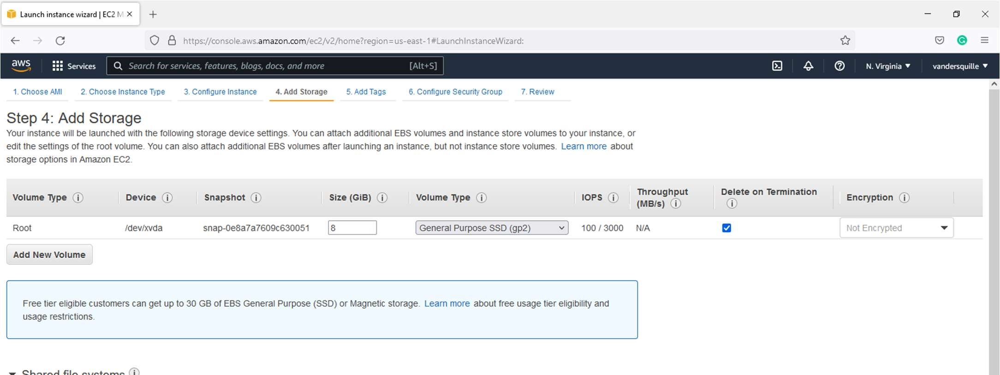 Launch instance wizard | EC2 M
https://console.aws.amazon.com/ec2/v2/home?region=us-east-1#LaunchInstanceWizard:
aws Services Search for services, features, blogs, docs, and more [Alt+S] N. Virginia vandersquille
1. Choose AMI 2. Choose Instance Type 3. Configure Instance 4. Add Storage 5. Add Tags 6. Configure Security Group 7. Review
Step 4: Add Storage
Your instance will be launched with the following storage device settings. You can attach additional EBS volumes and instance store volumes to your instance, or
edit the settings of the root volume. You can also attach additional EBS volumes after launching an instance, but not instance store volumes. Learn more about
storage options in Amazon EC2.
Volume Type Device Snapshot Size (GiB) Volume Type IOPS Throughput (MB/s) Delete on Termination Encryption
Root /dev/xvda snap-0e8a7a7609c630051 8 General Purpose SSD (gp2) 100 / 3000 N/A Not Encrypted
Add New Volume
Free tier eligible customers can get up to 30 GB of EBS General Purpose (SSD) or Magnetic storage. Learn more about free usage tier eligibility and
usage restrictions.
Shared file systems